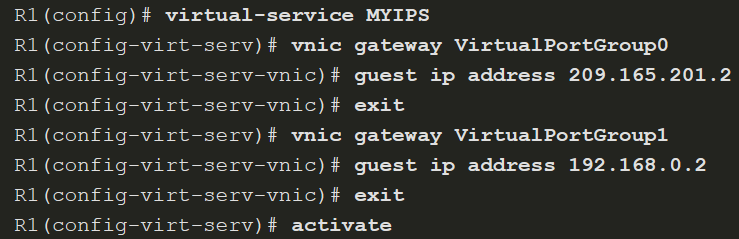 R1(config)# virtual-service MYIPS
R1(config-virt-serv)# vnic gateway VirtualPortGroup0
R1(config-virt-serv-vnic)# guest ip address 209.165.201.2
R1(config-virt-serv-vnic)# exit
R1(config-virt-serv)# vnic gateway VirtualPortGroup1
R1(config-virt-serv-vnic)# guest ip address 192.168.0.2
R1(config-virt-serv-vnic)# exit
R1(config-virt-serv)# activate